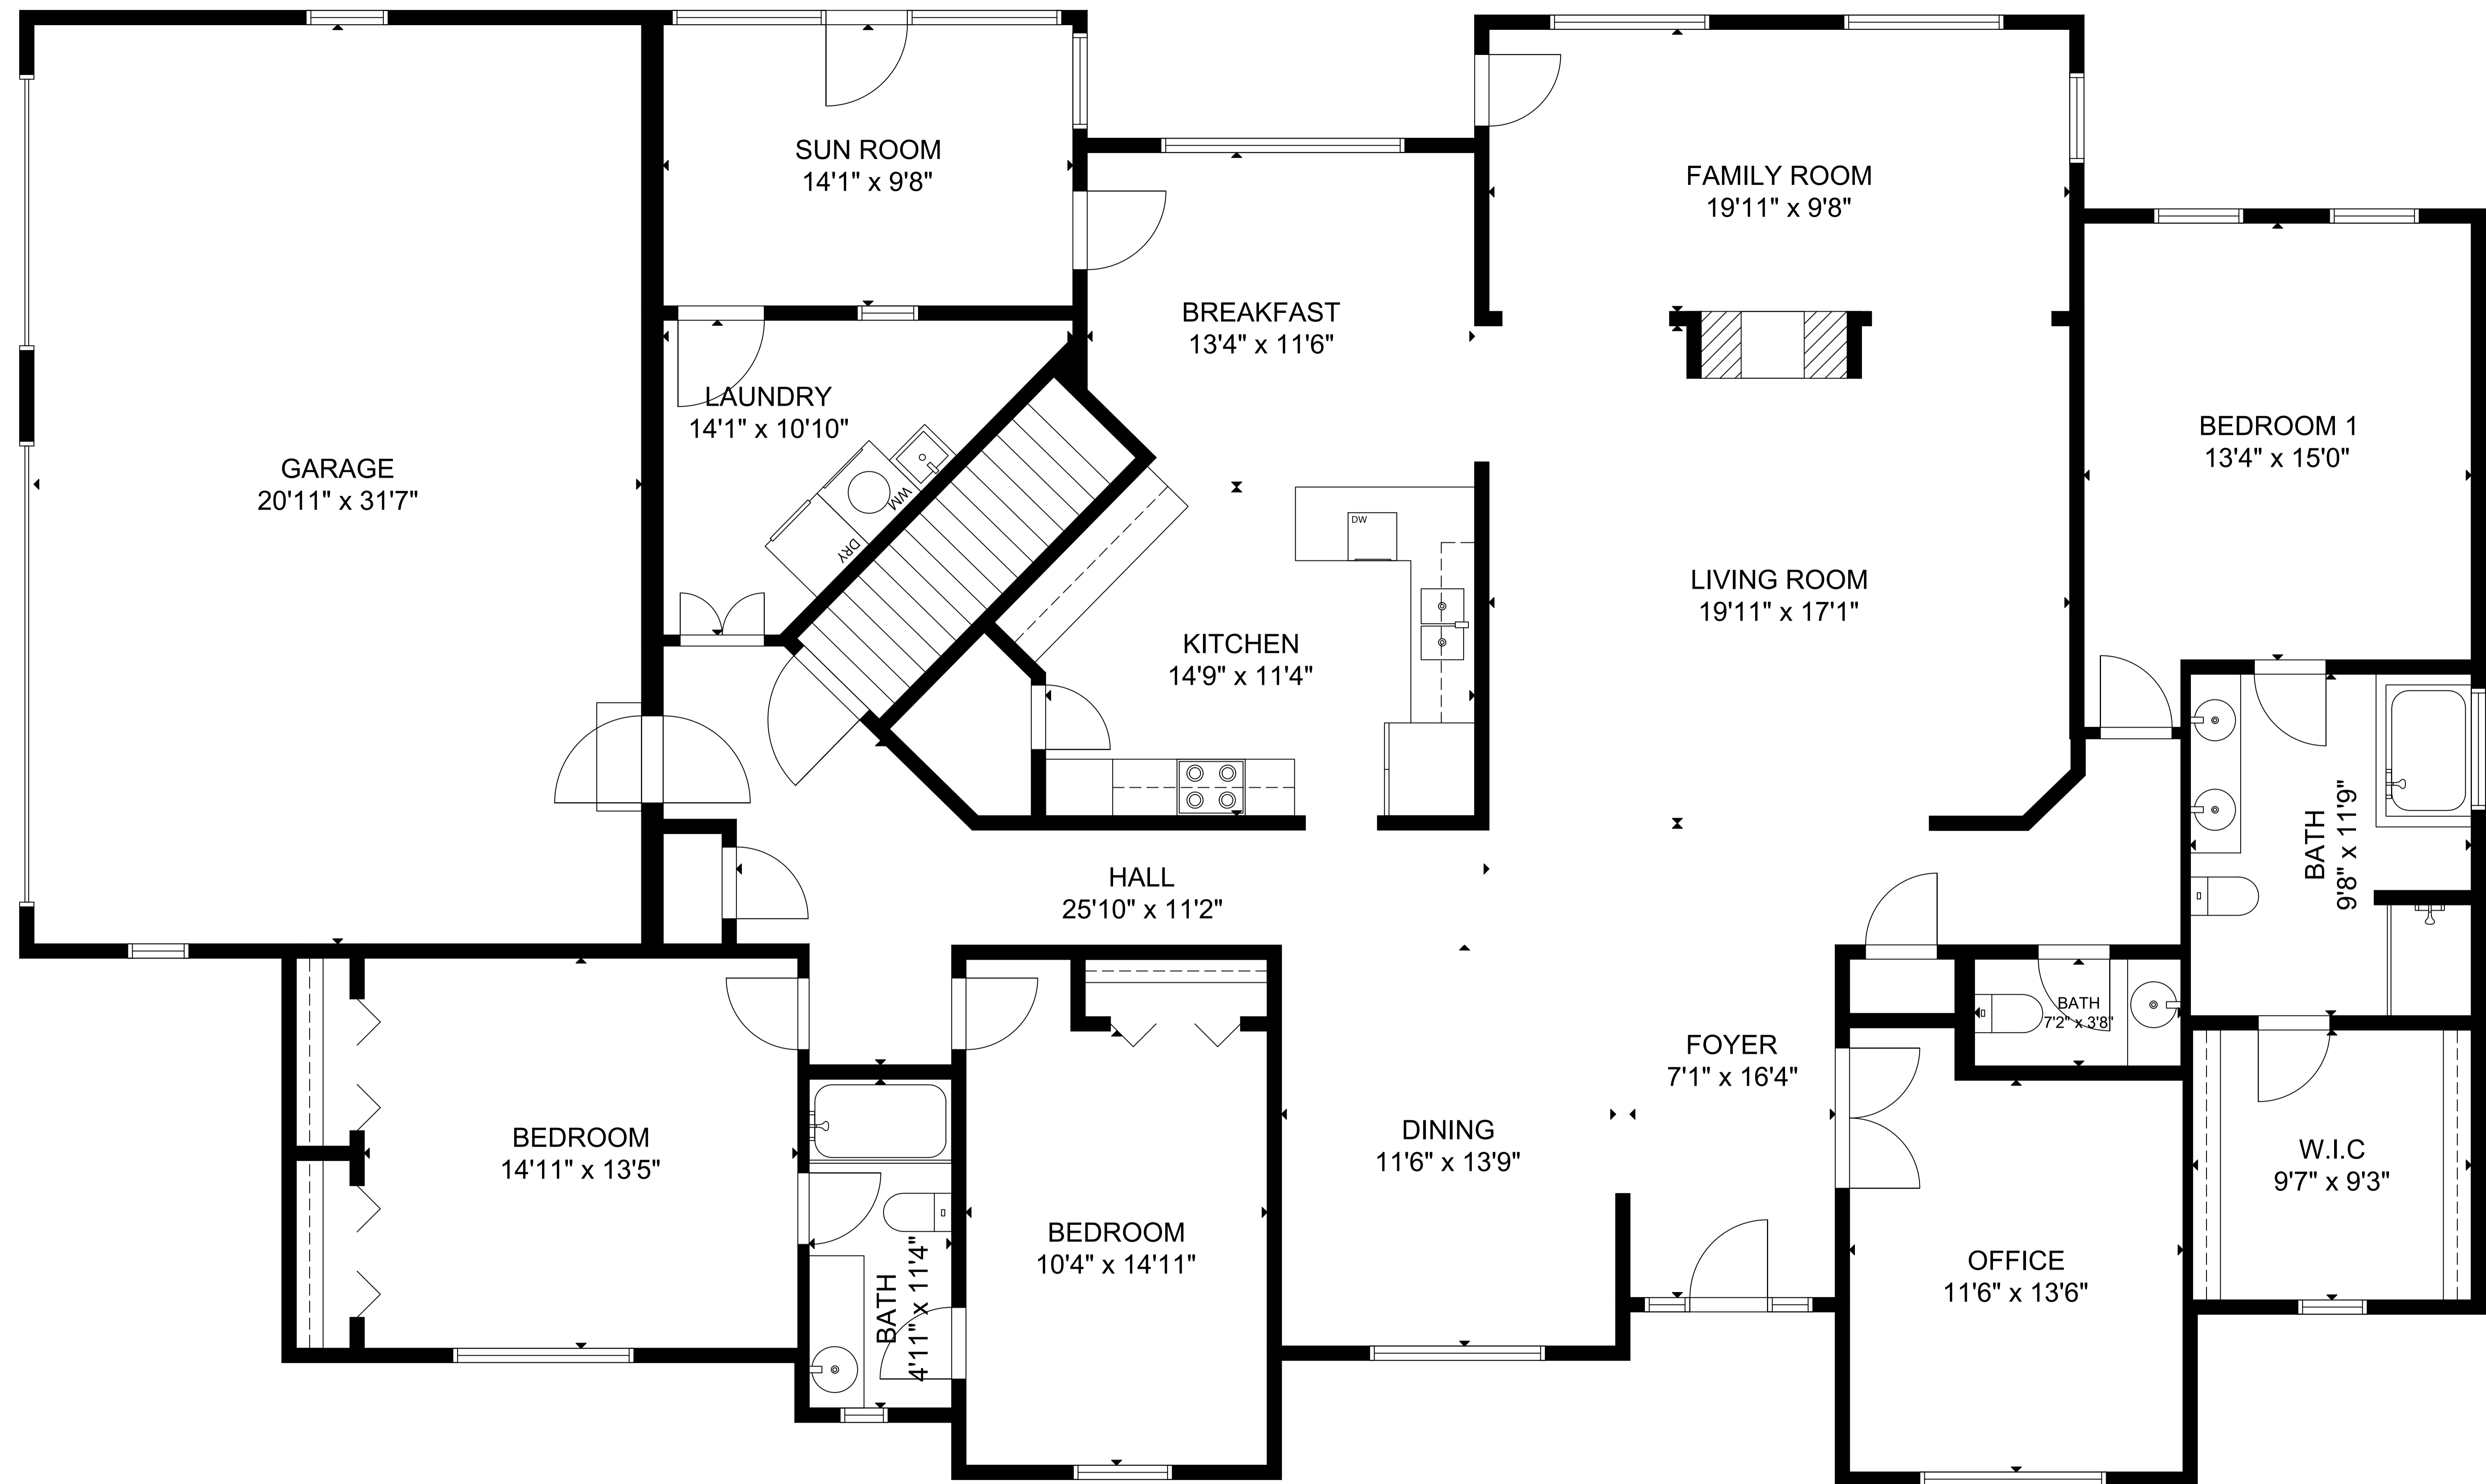 SUN ROOM
14'1" x 9'8"
FAMILY ROOM
19'11" x 9'8"
BREAKFAST
13'4" x 11'6"
LAUNDRY
14'1" x 10'10"
BEDROOM 1
13'4" x 15'0"
GARAGE
20'11" x 31'7"
WM
DRY
DW
LIVING ROOM
19'11" x 17'1"
KITCHEN
14'9" x 11'4"
BATH
9'8" x 11'9"
HALL
25'10" x 11'2"
BATH
7'2" x 3'8"
FOYER
7'1" x 16'4"
DINING
11'6" x 13'9"
BEDROOM
14'11" x 13'5"
W.I.C
9'7" x 9'3"
BEDROOM
10'4" x 14'11"
OFFICE
11'6" x 13'6"
BATH
4'11" x 11'4"